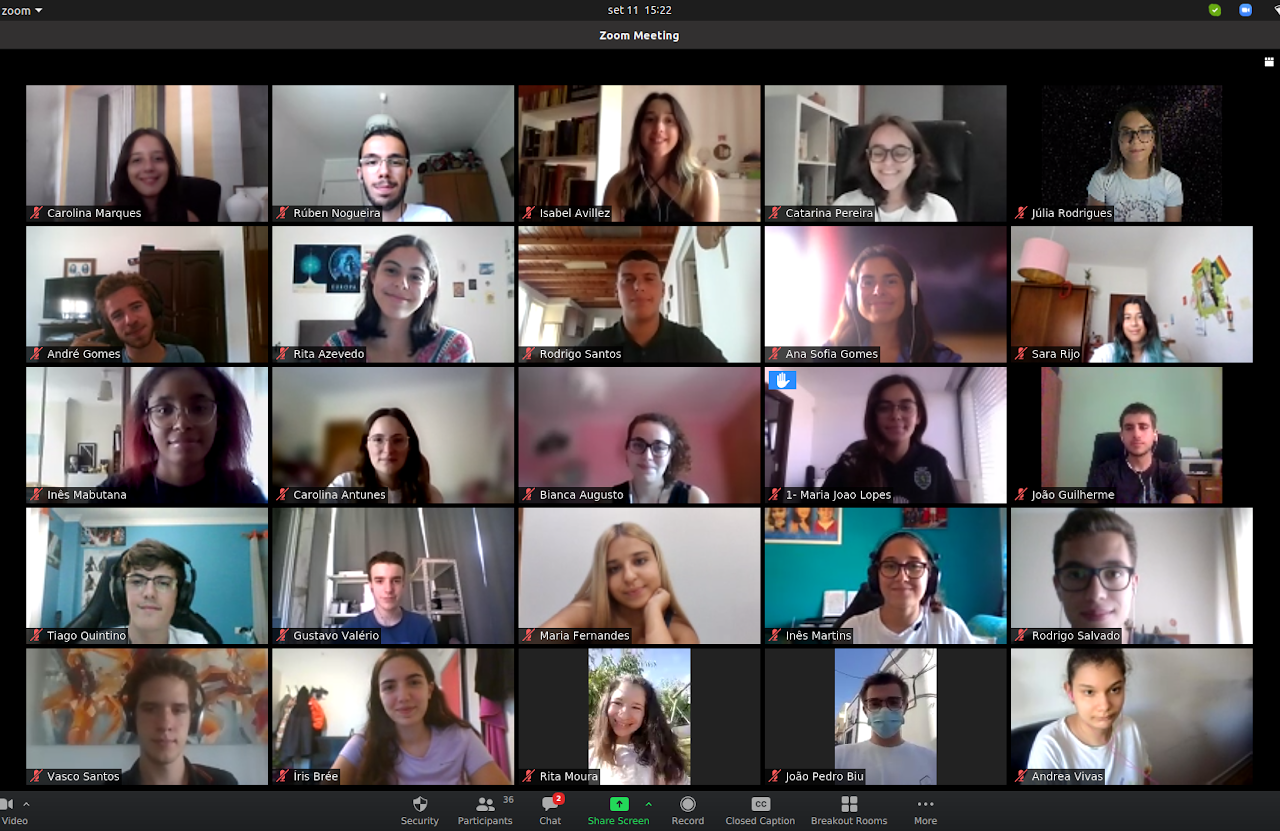 zoom
set 11 15:22
Zoom Meeting
Carolina Marques
Rúben Nogueira
Isabel Avillez
Catarina Pereira
Júlia Rodrigues
André Gomes
EUROPA
Rita Azevedo
Rodrigo Santos
Ana Sofia Gomes
Sara Rijo
Inês Mabutana
Carolina Antunes
Bianca Augusto
1- Maria Joao Lopes
João Guilherme
Tiago Quintino
Gustavo Valério
Maria Fernandes
Inês Martins
Rodrigo Salvado
Vasco Santos
Íris Brée
Rita Moura
João Pedro Biu
Andrea Vivas
36
2
CC
Video
Security
Participants
Chat
Share Screen
Record
Closed Caption
Breakout Rooms
More